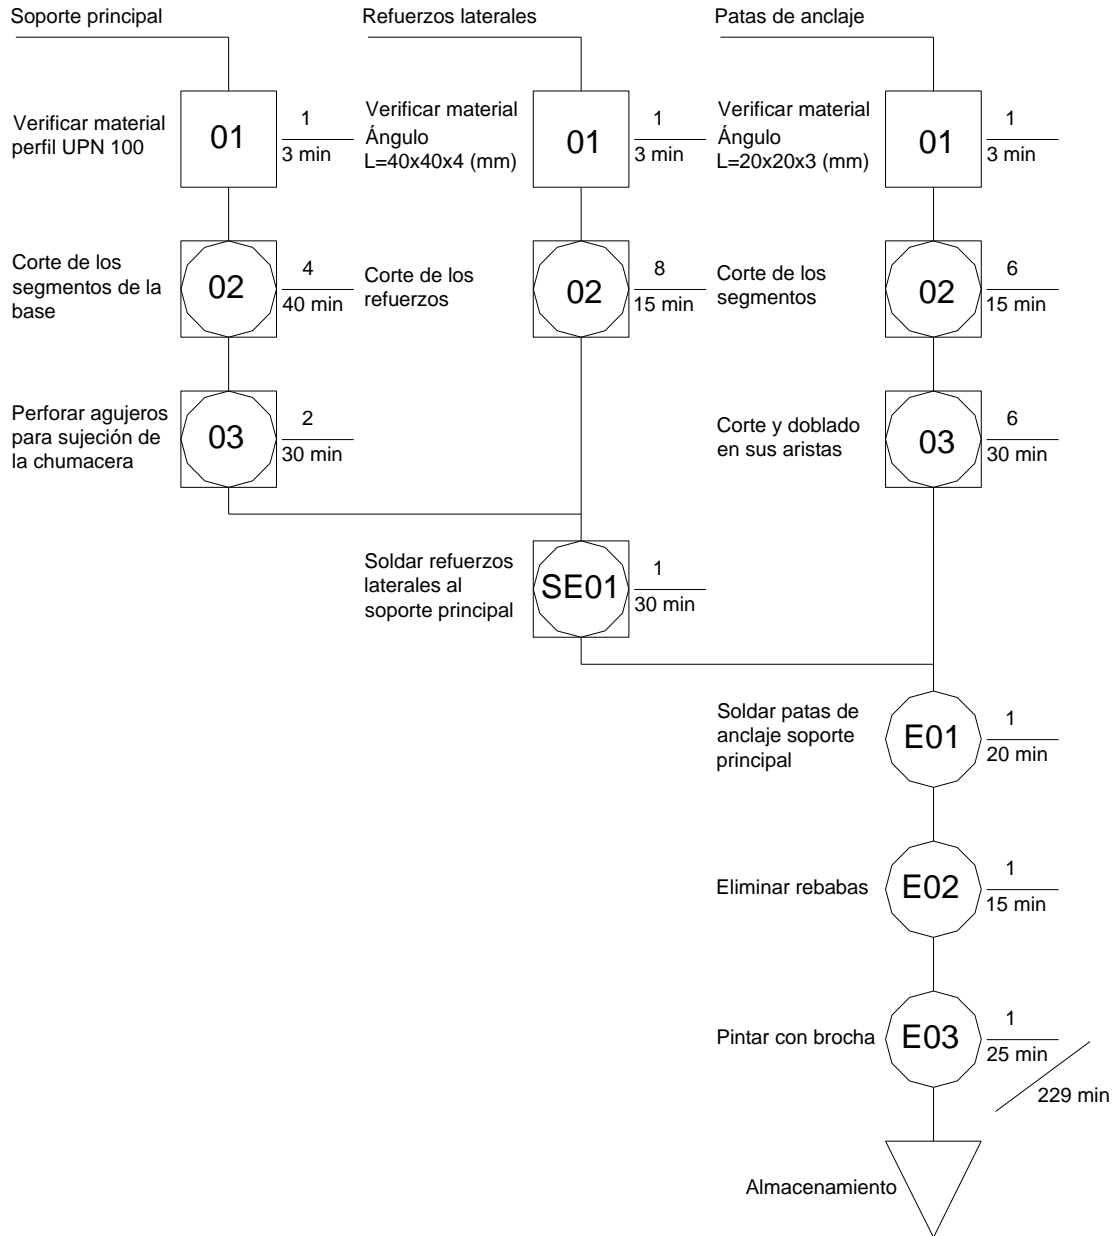 Soporte principal
Refuerzos laterales
Patas de anclaje
Verificar material
perfil UPN 100
01
1
3 min
Verificar material
Ángulo
L=40x40x4 (mm)
01
1
3 min
Verificar material
Ángulo
L=20x20x3 (mm)
01
1
3 min
Corte de los
segmentos de la
base
02
4
40 min
Corte de los
refuerzos
02
8
15 min
Corte de los
segmentos
02
6
15 min
Perforar agujeros
para sujeción de
la chumacera
03
2
30 min
Corte y doblado
en sus aristas
03
6
30 min
Soldar refuerzos
laterales al
soporte principal
SE01
1
30 min
Soldar patas de
anclaje soporte
principal
E01
1
20 min
Eliminar rebabas
E02
1
15 min
Pintar con brocha
E03
1
25 min
229 min
Almacenamiento